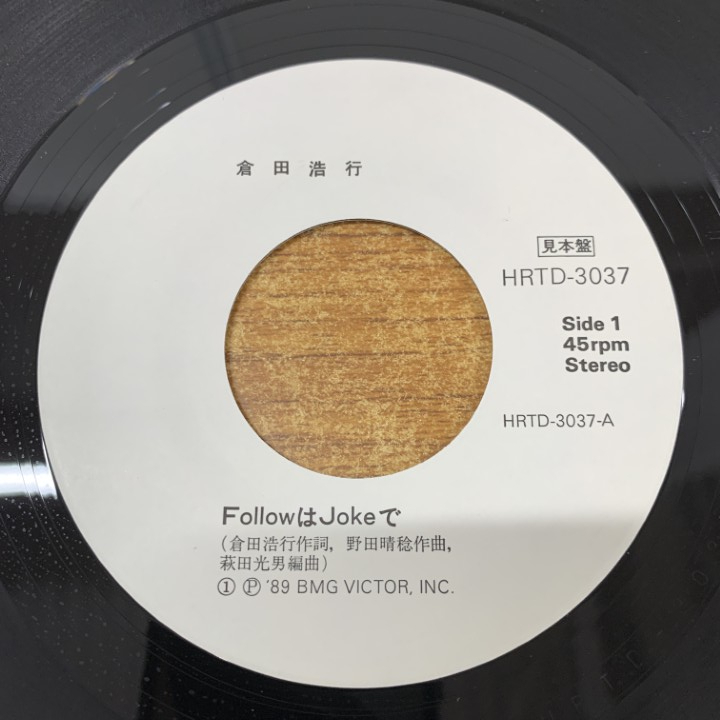 倉田浩行
見本盤
HRTD-3037
Side 1
45rpm
Stereo
HRTD-3037-A
FollowはJokeで
(倉田浩行作詞, 野田晴稔作曲,
萩田光男編曲)
① Ⓟ '89 BMG VICTOR, INC.